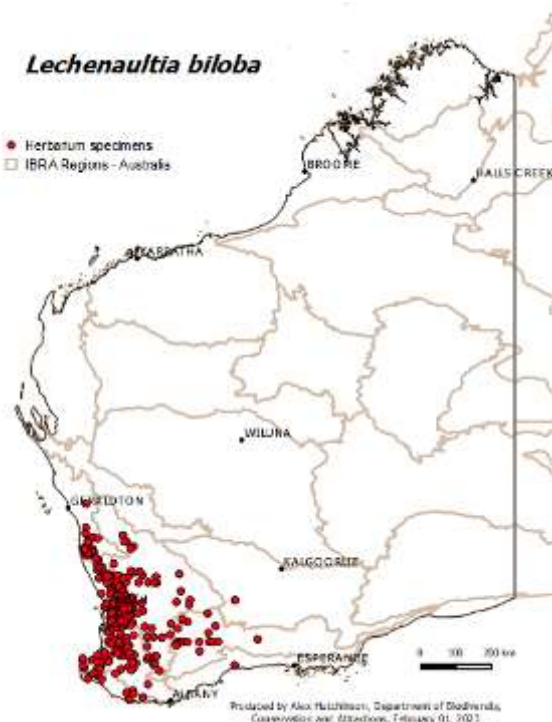 Lechenaultia biloba
Herbarium specimens
IBRA Regions - Australia
BROOME
HALLS CREEK
KARRATHA
WILUNA
GERALDTON
KALGOORLIE
ESPERANCE
ALBANY
0 100 200 km
Produced by Alex Hutchinson, Department of Biodiversity,
Conservation and Attractions, February 01, 2021